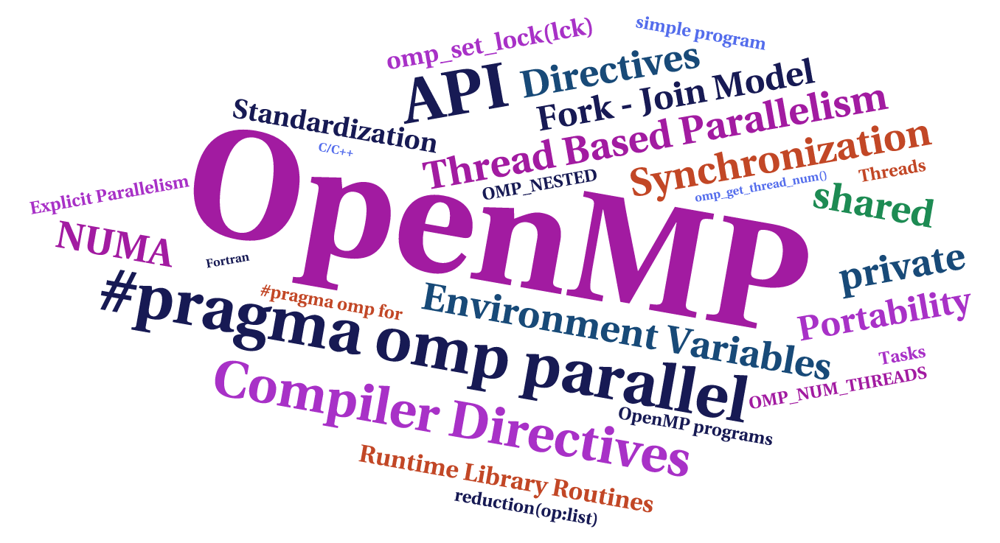 simple program
omp_set_lock(lck)
API
Directives
Fork - Join Model
Standardization
Thread Based Parallelism
C/C++
Synchronization
OMP_NESTED
Threads
omp_get_thread_num()
Explicit Parallelism
OpenMP
shared
NUMA
Fortran
private
#pragma omp for
#pragma omp parallel
Environment Variables
Portability
Tasks
OMP_NUM_THREADS
Compiler Directives
OpenMP programs
Runtime Library Routines
reduction(op:list)